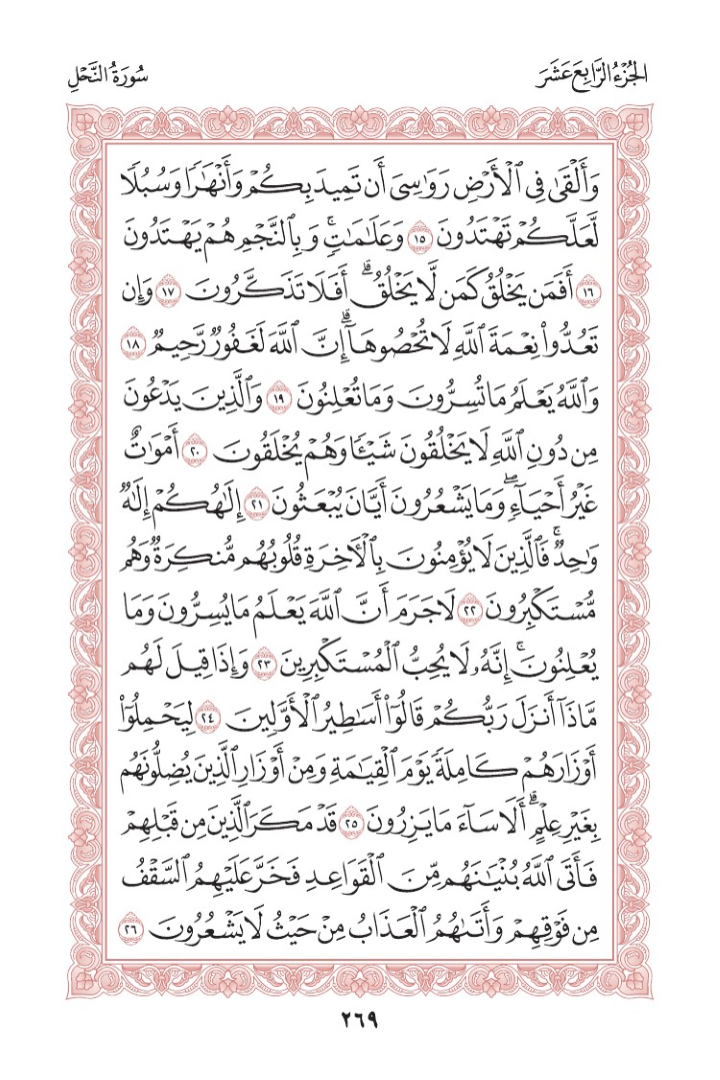 الجُزْءُ الرَّابِعَ عَشَرَ
سُورَةُ النَّحْلِ
وَأَلْقَىٰ فِي ٱلْأَرْضِ رَوَٰسِيَ أَن تَمِيدَ بِكُمْ وَأَنْهَٰرًا وَسُبُلًا
لَّعَلَّكُمْ تَهْتَدُونَ ١٥ وَعَلَٰمَٰتٍۚ وَبِٱلنَّجْمِ هُمْ يَهْتَدُونَ
١٦ أَفَمَن يَخْلُقُ كَمَن لَّا يَخْلُقُۗ أَفَلَا تَذَكَّرُونَ ١٧ وَإِن
تَعُدُّوا۟ نِعْمَةَ ٱللَّهِ لَا تُحْصُوهَآۗ إِنَّ ٱللَّهَ لَغَفُورٌ رَّحِيمٌ ١٨
وَٱللَّهُ يَعْلَمُ مَا تُسِرُّونَ وَمَا تُعْلِنُونَ ١٩ وَٱلَّذِينَ يَدْعُونَ
مِن دُونِ ٱللَّهِ لَا يَخْلُقُونَ شَيْـًٔا وَهُمْ يُخْلَقُونَ ٢٠ أَمْوَٰتٌ
غَيْرُ أَحْيَآءٍۖ وَمَا يَشْعُرُونَ أَيَّانَ يُبْعَثُونَ ٢١ إِلَٰهُكُمْ إِلَٰهٌ
وَٰحِدٌۚ فَٱلَّذِينَ لَا يُؤْمِنُونَ بِٱلْـَٔاخِرَةِ قُلُوبُهُم مُّنكِرَةٌ وَهُم
مُّسْتَكْبِرُونَ ٢٢ لَا جَرَمَ أَنَّ ٱللَّهَ يَعْلَمُ مَا يُسِرُّونَ وَمَا
يُعْلِنُونَۚ إِنَّهُۥ لَا يُحِبُّ ٱلْمُسْتَكْبِرِينَ ٢٣ وَإِذَا قِيلَ لَهُم
مَّاذَآ أَنزَلَ رَبُّكُمْ قَالُوٓا۟ أَسَٰطِيرُ ٱلْأَوَّلِينَ ٢٤ لِيَحْمِلُوٓا۟
أَوْزَارَهُمْ كَامِلَةً يَوْمَ ٱلْقِيَٰمَةِ وَمِنْ أَوْزَارِ ٱلَّذِينَ يُضِلُّونَهُم
بِغَيْرِ عِلْمٍۗ أَلَا سَآءَ مَا يَزِرُونَ ٢٥ قَدْ مَكَرَ ٱلَّذِينَ مِن قَبْلِهِمْ
فَأَتَى ٱللَّهُ بُنْيَٰنَهُم مِّنَ ٱلْقَوَاعِدِ فَخَرَّ عَلَيْهِمُ ٱلسَّقْفُ
مِن فَوْقِهِمْ وَأَتَىٰهُمُ ٱلْعَذَابُ مِنْ حَيْثُ لَا يَشْعُرُونَ ٢٦
٢٦٩